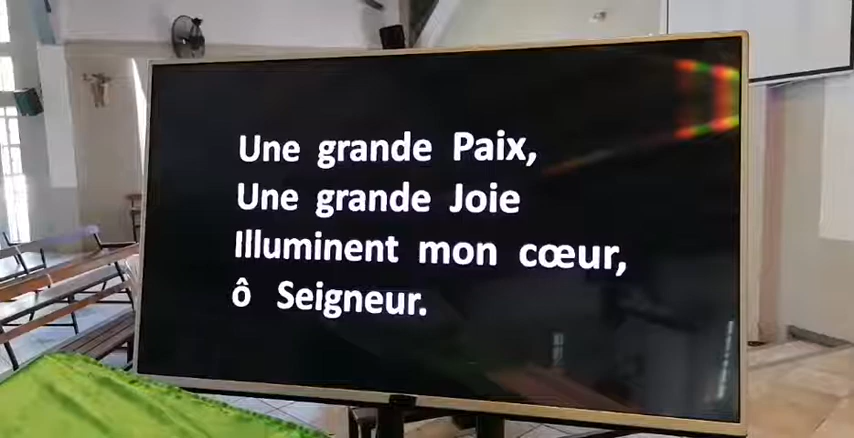 Une grande Paix,
Une grande Joie
Illuminent mon cœur,
ô Seigneur.